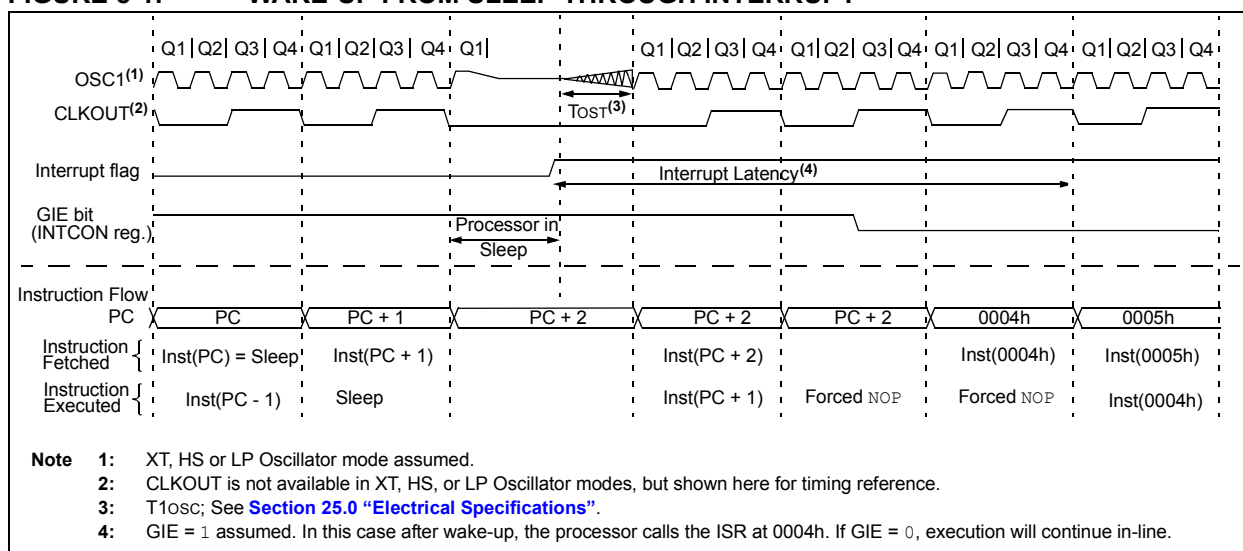 FIGURE 8-1: WAKE-UP FROM SLEEP THROUGH INTERRUPT
Q1 Q2 Q3 Q4 Q1 Q2 Q3 Q4 Q1 Q1 Q2 Q3 Q4 Q1 Q2 Q3 Q4 Q1 Q2 Q3 Q4 Q1 Q2 Q3 Q4
OSC1(1)
CLKOUT(2)
TOST(3)
Interrupt flag
Interrupt Latency(4)
GIE bit
(INTCON reg.)
Processor in
Sleep
Instruction Flow
PC PC PC + 1 PC + 2 PC + 2 PC + 2 0004h 0005h
Instruction
Fetched
Inst(PC) = Sleep Inst(PC + 1) Inst(PC + 2) Inst(0004h) Inst(0005h)
Instruction
Executed
Inst(PC - 1) Sleep Inst(PC + 1) Forced NOP Forced NOP Inst(0004h)
Note 1: XT, HS or LP Oscillator mode assumed.
2: CLKOUT is not available in XT, HS, or LP Oscillator modes, but shown here for timing reference.
3: T1OSC; See Section 25.0 “Electrical Specifications”.
4: GIE = 1 assumed. In this case after wake-up, the processor calls the ISR at 0004h. If GIE = 0, execution will continue in-line.